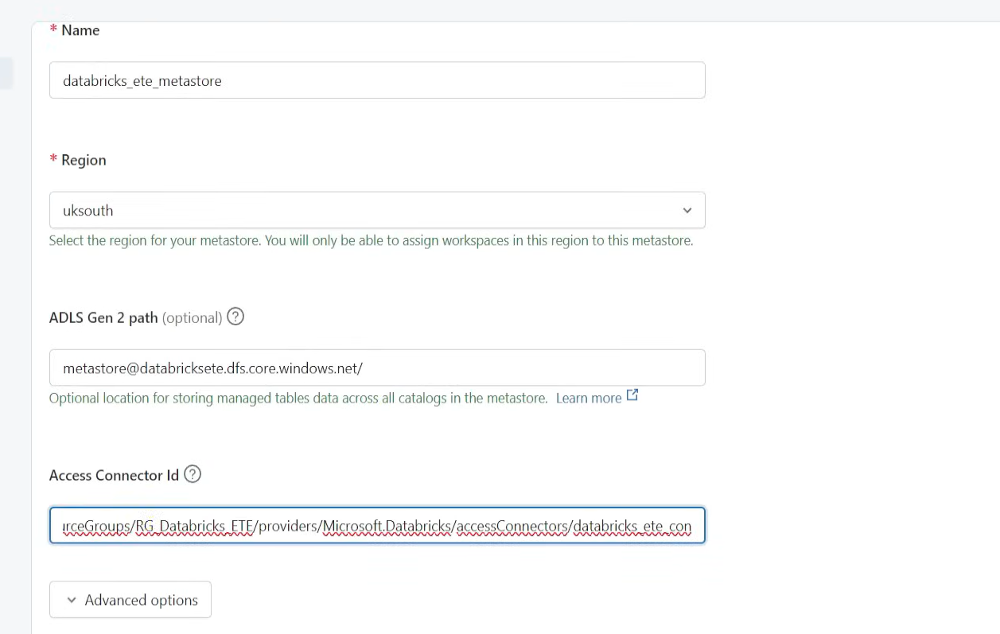 * Name
databricks_ete_metastore
* Region
uksouth
Select the region for your metastore. You will only be able to assign workspaces in this region to this metastore.
ADLS Gen 2 path (optional) ?
metastore@databricksete.dfs.core.windows.net/
Optional location for storing managed tables data across all catalogs in the metastore. Learn more
Access Connector Id ?
rceGroups/RG_Databricks_ETE/providers/Microsoft.Databricks/accessConnectors/databricks_ete_con
Advanced options